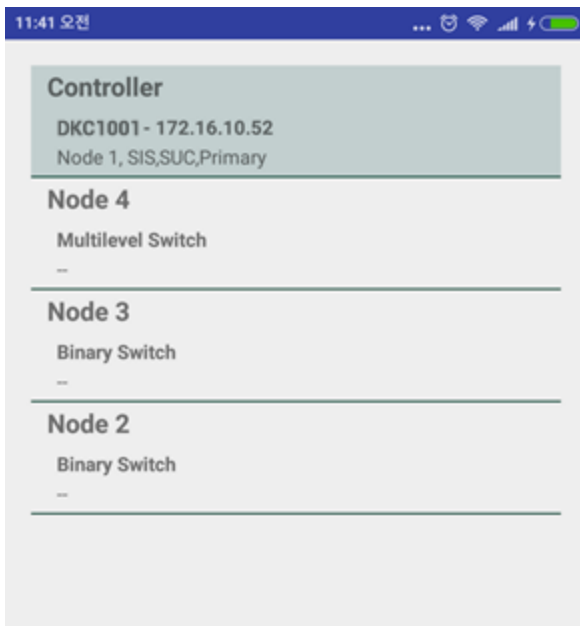 11:41 오전
...
Controller
DKC1001- 172.16.10.52
Node 1, SIS,SUC,Primary
Node 4
Multilevel Switch
--
Node 3
Binary Switch
--
Node 2
Binary Switch
--